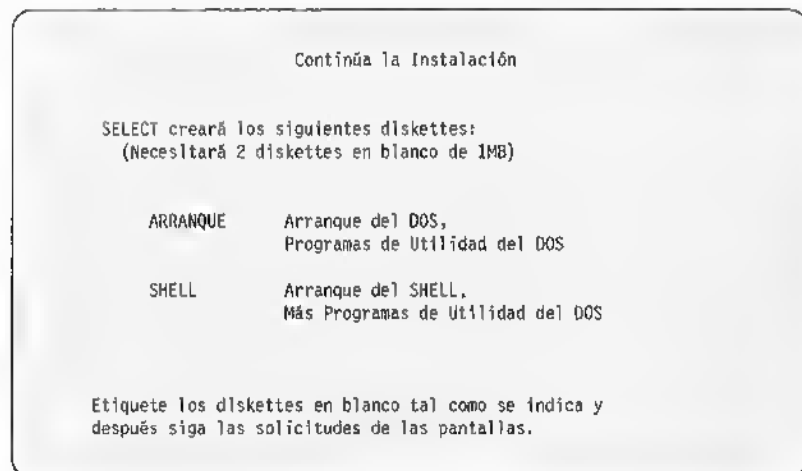 Continúa la Instalación
SELECT creará los siguientes diskettes:
(Necesitará 2 diskettes en blanco de 1MB)
ARRANQUE Arranque del DOS,
Programas de Utilidad del DOS
SHELL Arranque del SHELL,
Más Programas de Utilidad del DOS
Etiquete los diskettes en blanco tal como se indica y
después siga las solicitudes de las pantallas.